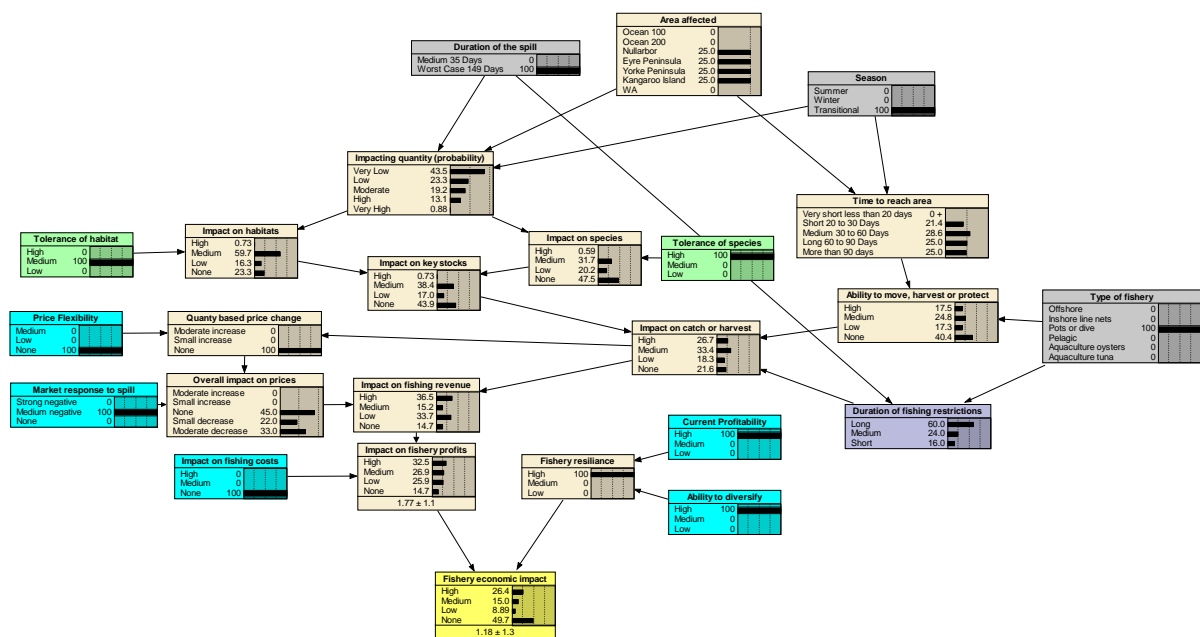 Area affected
Ocean 100 0
Ocean 200 0
Nullarbor 25.0
Eyre Peninsula 25.0
Yorke Peninsula 25.0
Kangaroo Island 25.0
WA 0
Duration of the spill
Medium 35 Days 0
Worst Case 149 Days 100
Season
Summer 0
Winter 0
Transitional 100
Impacting quantity (probability)
Very Low 43.5
Low 23.3
Moderate 19.2
High 13.1
Very High 0.88
Time to reach area
Very short less than 20 days 0 +
Short 20 to 30 Days 21.4
Medium 30 to 60 Days 28.6
Long 60 to 90 Days 25.0
More than 90 days 25.0
Tolerance of habitat
High 0
Medium 100
Low 0
Impact on habitats
High 0.73
Medium 59.7
Low 16.3
None 23.3
Impact on species
High 0.59
Medium 31.7
Low 20.2
None 47.5
Tolerance of species
High 100
Medium 0
Low 0
Impact on key stocks
High 0.73
Medium 38.4
Low 17.0
None 43.9
Ability to move, harvest or protect
High 17.5
Medium 24.8
Low 17.3
None 40.4
Type of fishery
Offshore 0
Inshore line nets 0
Pots or dive 100
Pelagic 0
Aquaculture oysters 0
Aquaculture tuna 0
Price Flexibility
Medium 0
Low 0
None 100
Quanty based price change
Moderate increase 0
Small increase 0
None 100
Impact on catch or harvest
High 26.7
Medium 33.4
Low 18.3
None 21.6
Market response to spill
Strong negative 0
Medium negative 100
None 0
Overall impact on prices
Moderate increase 0
Small increase 0
None 45.0
Small decrease 22.0
Moderate decrease 33.0
Impact on fishing revenue
High 36.5
Medium 15.2
Low 33.7
None 14.7
Duration of fishing restrictions
Long 60.0
Medium 24.0
Short 16.0
Current Profitability
High 100
Medium 0
Low 0
Impact on fishing costs
High 0
Medium 0
None 100
Impact on fishery profits
High 32.5
Medium 26.9
Low 25.9
None 14.7
1.77 ± 1.1
Fishery resiliance
High 100
Medium 0
Low 0
Ability to diversify
High 100
Medium 0
Low 0
Fishery economic impact
High 26.4
Medium 15.0
Low 8.89
None 49.7
1.18 ± 1.3